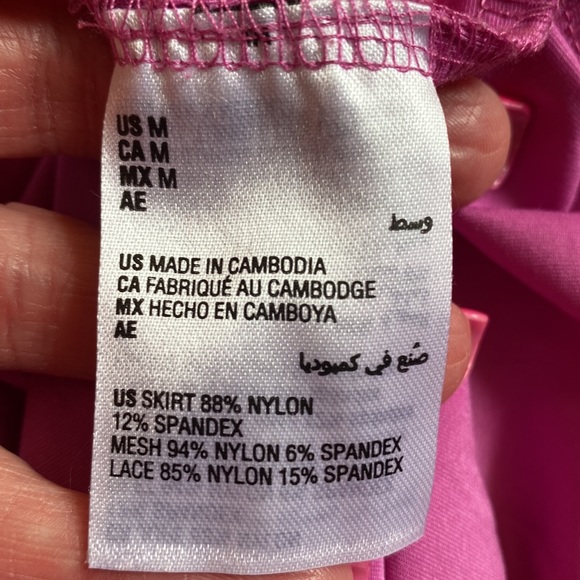 US M
CA M
MX M
AE
وسط
US MADE IN CAMBODIA
CA FABRIQUÉ AU CAMBODGE
MX HECHO EN CAMBOYA
AE
صُنع في كمبوديا
US SKIRT 88% NYLON
12% SPANDEX
MESH 94% NYLON 6% SPANDEX
LACE 85% NYLON 15% SPANDEX